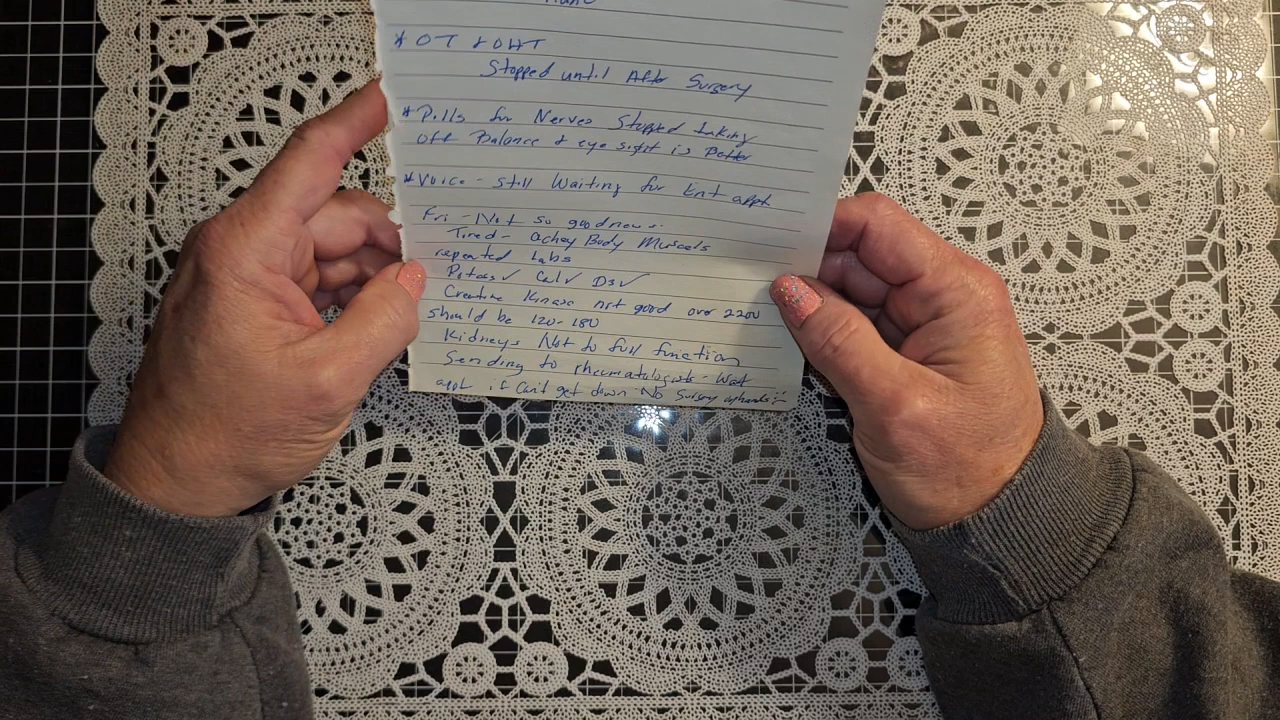 * OT & OHT
Stopped until After Surgery
* Pills for Nerves Stopped taking
Off Balance & eye sight is Better
* Voice - still Waiting for Ent appt
Fri - Not so good news.
Tired - achey Body Muscels
repeated Labs
Potass ✓ Cal ✓ D3 ✓
Creatine Kinase not good over 2200
should be 120-180
Kidneys Not to full function
Sending to rheumatologists - Wait
appt if Can't get down No Surgery